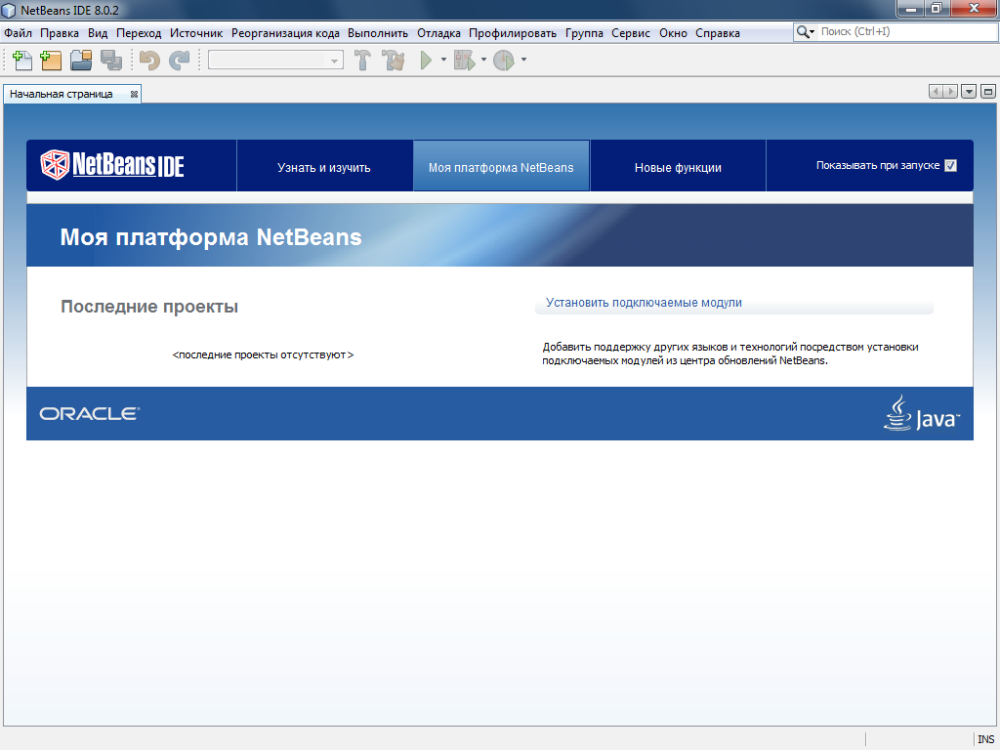 NetBeans IDE 8.0.2
Файл Правка Вид Переход Источник Реорганизация кода Выполнить Отладка Профилировать Группа Сервис Окно Справка
Поиск (Ctrl+I)
Начальная страница
NetBeans IDE
Узнать и изучить
Моя платформа NetBeans
Новые функции
Показывать при запуске
Моя платформа NetBeans
Последние проекты
<последние проекты отсутствуют>
Установить подключаемые модули
Добавить поддержку других языков и технологий посредством установки
подключаемых модулей из центра обновлений NetBeans.
ORACLE
Java
INS